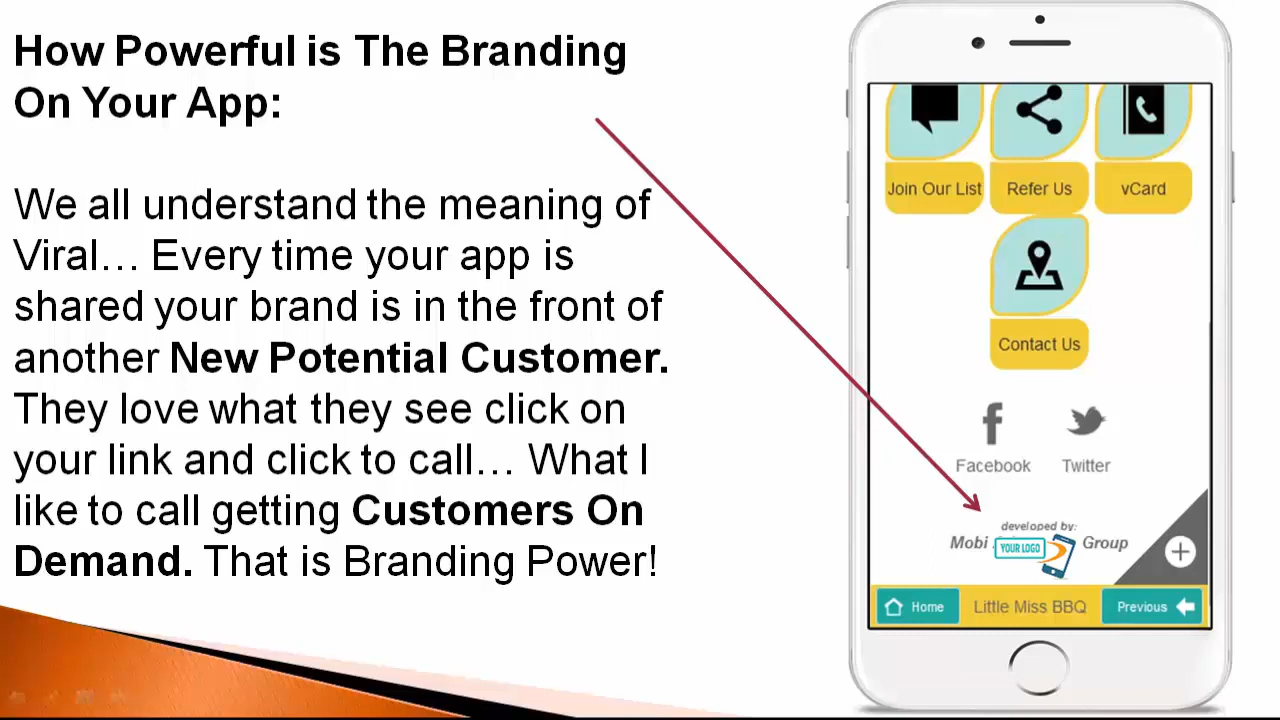 How Powerful is The Branding
On Your App:
We all understand the meaning of
Viral… Every time your app is
shared your brand is in the front of
another New Potential Customer.
They love what they see click on
your link and click to call… What I
like to call getting Customers On
Demand. That is Branding Power!
Join Our List
Refer Us
vCard
Contact Us
Facebook
Twitter
developed by:
Mobi
YOUR LOGO
Group
Home
Little Miss BBQ
Previous